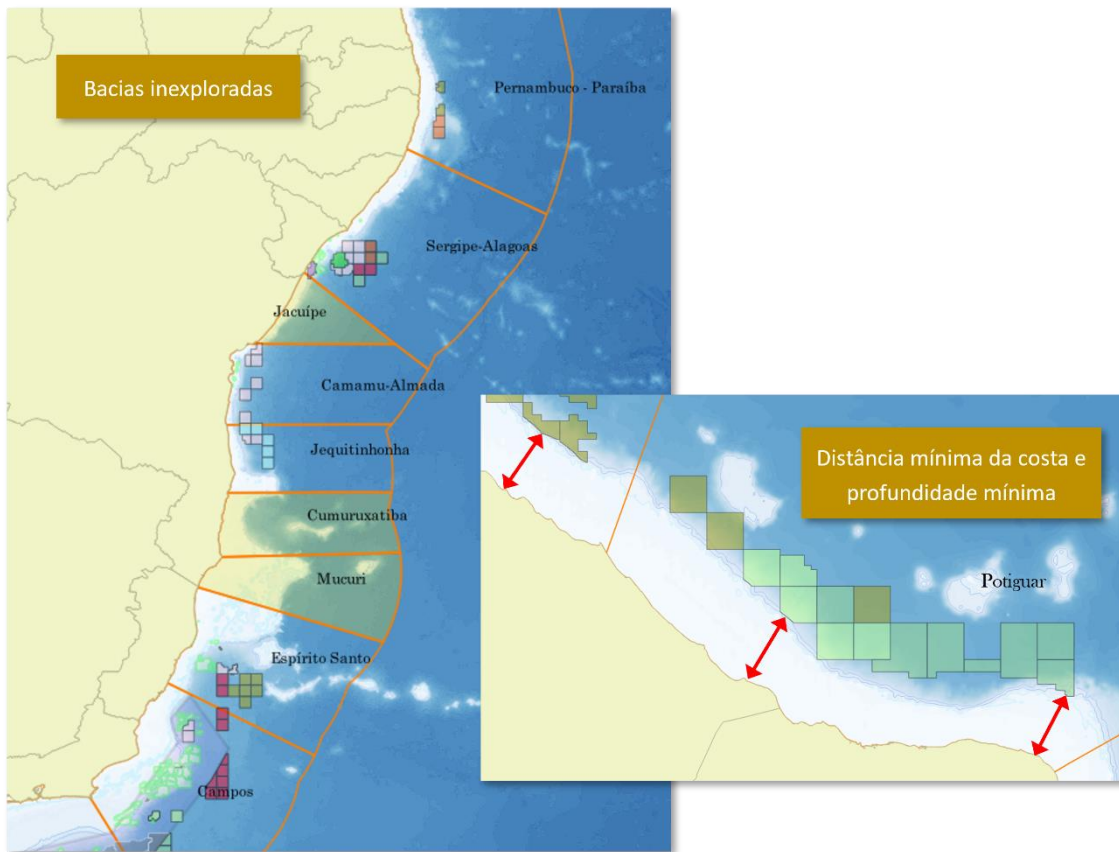 Bacias inexploradas
Pernambuco - Paraíba
Sergipe-Alagoas
Jacuípe
Camamu-Almada
Jequitinhonha
Cumuruxatiba
Mucuri
Espírito Santo
Campos
Distância mínima da costa e
profundidade mínima
Potiguar